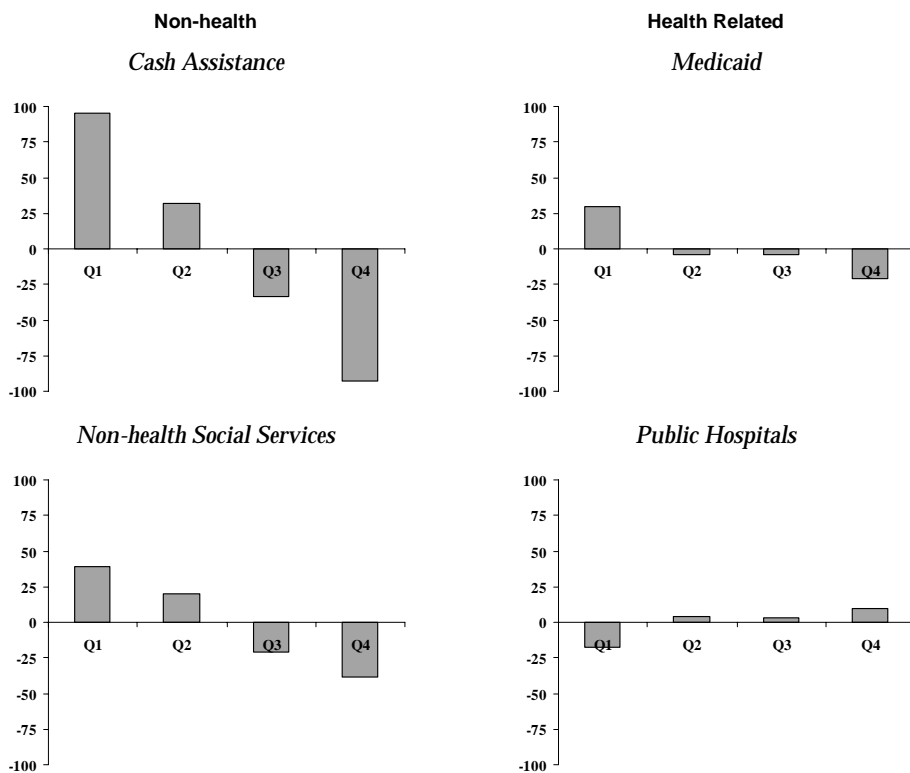 Non-health
Health Related
Cash Assistance
Medicaid
100
75
50
25
0
-25
-50
-75
-100
Q1
Q2
Q3
Q4
100
75
50
25
0
-25
-50
-75
-100
Q1
Q2
Q3
Q4
Non-health Social Services
Public Hospitals
100
75
50
25
0
-25
-50
-75
-100
Q1
Q2
Q3
Q4
100
75
50
25
0
-25
-50
-75
-100
Q1
Q2
Q3
Q4